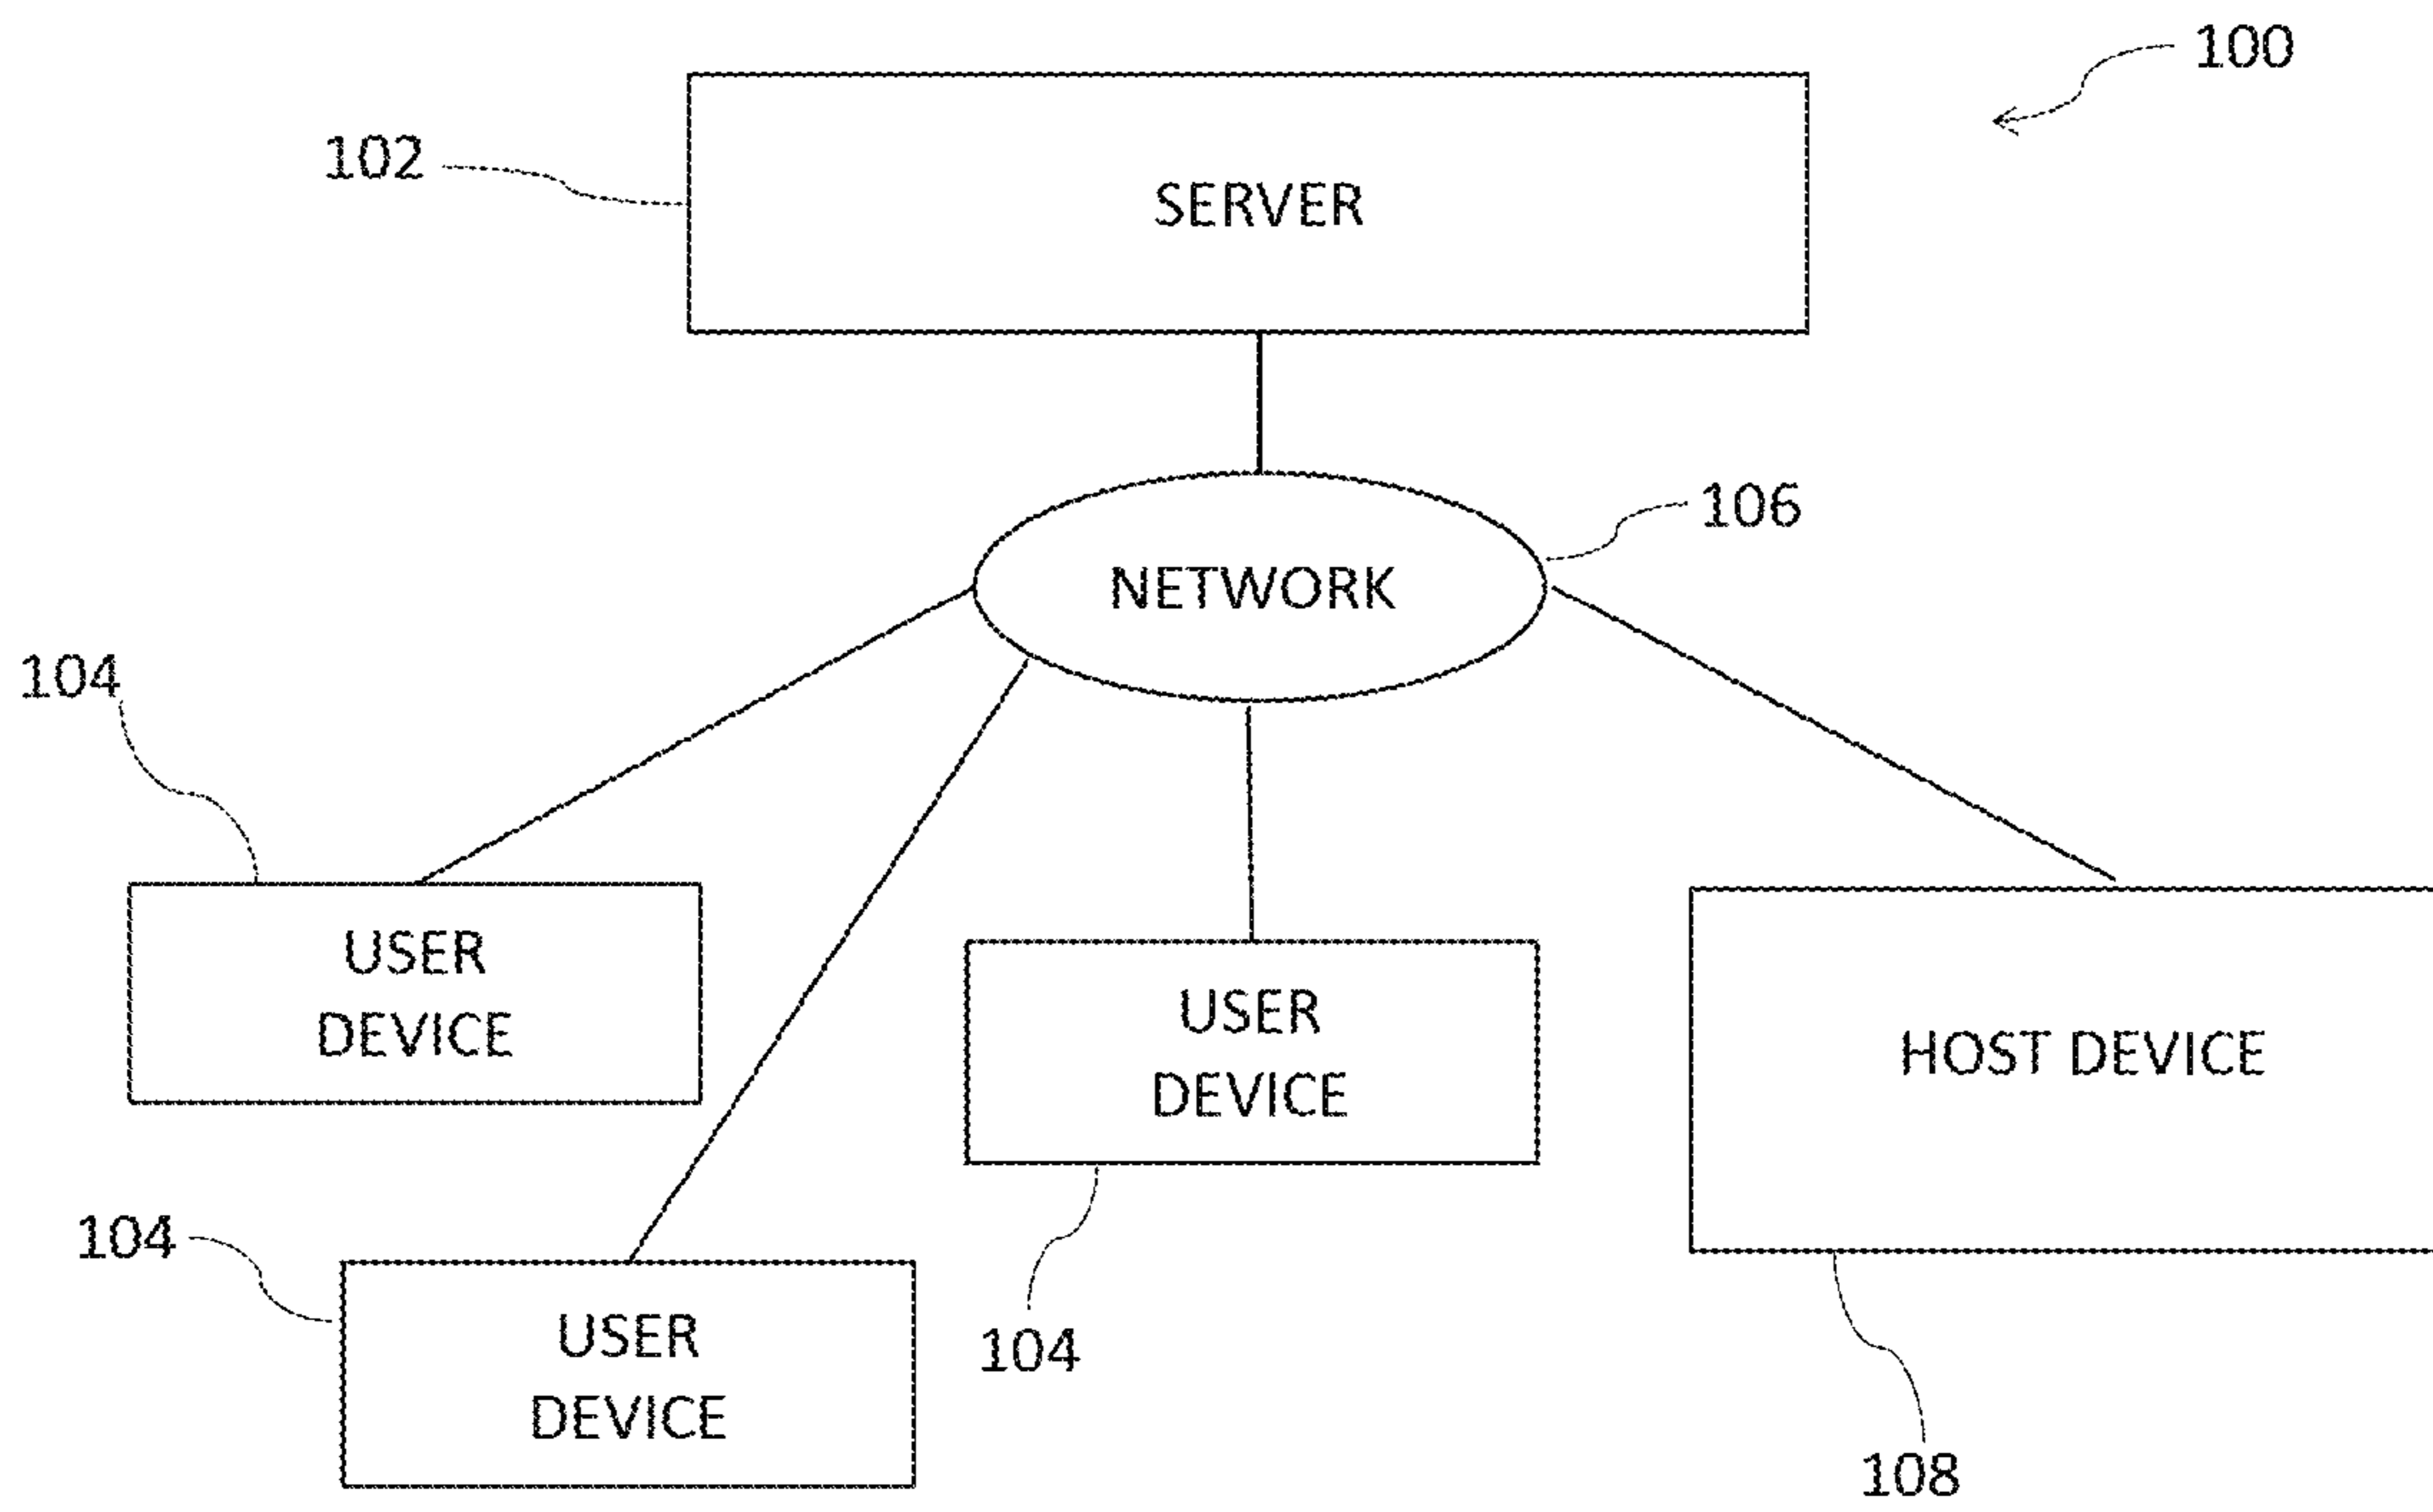 100
102
SERVER
106
NETWORK
104
USER
DEVICE
USER
DEVICE
HOST DEVICE
104
USER
DEVICE
104
108